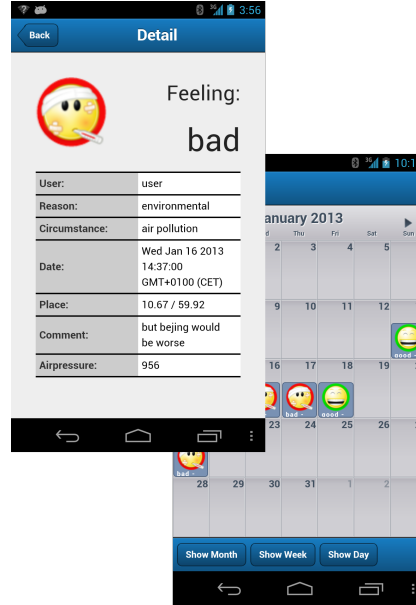 3G 3:56
Back Detail
Feeling:
bad
User: user
Reason: environmental
Circumstance: air pollution
Date: Wed Jan 16 2013
14:37:00
GMT+0100 (CET)
Place: 10.67 / 59.92
Comment: but bejing would
be worse
Airpressure: 956
3G 10:1
anuary 2013
d Thu Fri Sat Sun
2 3 4 5
9 10 11 12
good -
16 17 18 19
bad - good -
23 24 25 26
bad -
28 29 30 31 1 2
Show Month Show Week Show Day